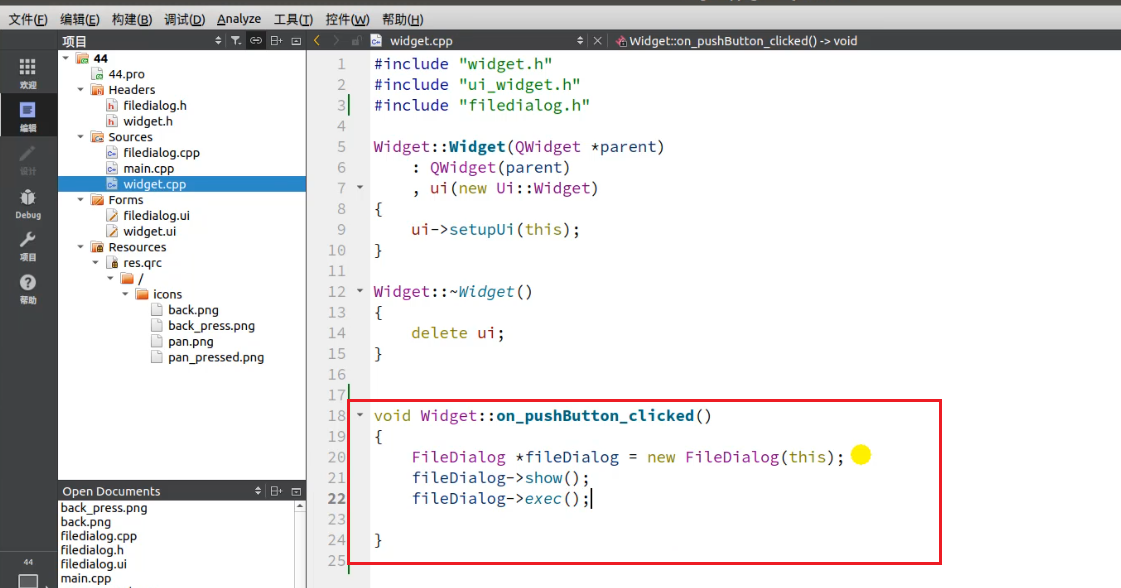 文件(F) 编辑(E) 构建(B) 调试(D) Analyze 工具(T) 控件(W) 帮助(H)
项目
widget.cpp
Widget::on_pushButton_clicked() -> void
欢迎
编辑
设计
Debug
项目
帮助
44
44
44.pro
Headers
filedialog.h
widget.h
Sources
filedialog.cpp
main.cpp
widget.cpp
Forms
filedialog.ui
widget.ui
Resources
res.qrc
/
icons
back.png
back_press.png
pan.png
pan_pressed.png
Open Documents
back_press.png
back.png
filedialog.cpp
filedialog.h
filedialog.ui
main.cpp
1 #include "widget.h"
2 #include "ui_widget.h"
3 #include "filedialog.h"
4
5 Widget::Widget(QWidget *parent)
6 : QWidget(parent)
7 , ui(new Ui::Widget)
8 {
9 ui->setupUi(this);
10 }
11
12 Widget::~Widget()
13 {
14 delete ui;
15 }
16
17
18 void Widget::on_pushButton_clicked()
19 {
20 FileDialog *fileDialog = new FileDialog(this);
21 fileDialog->show();
22 fileDialog->exec();
23
24 }
25